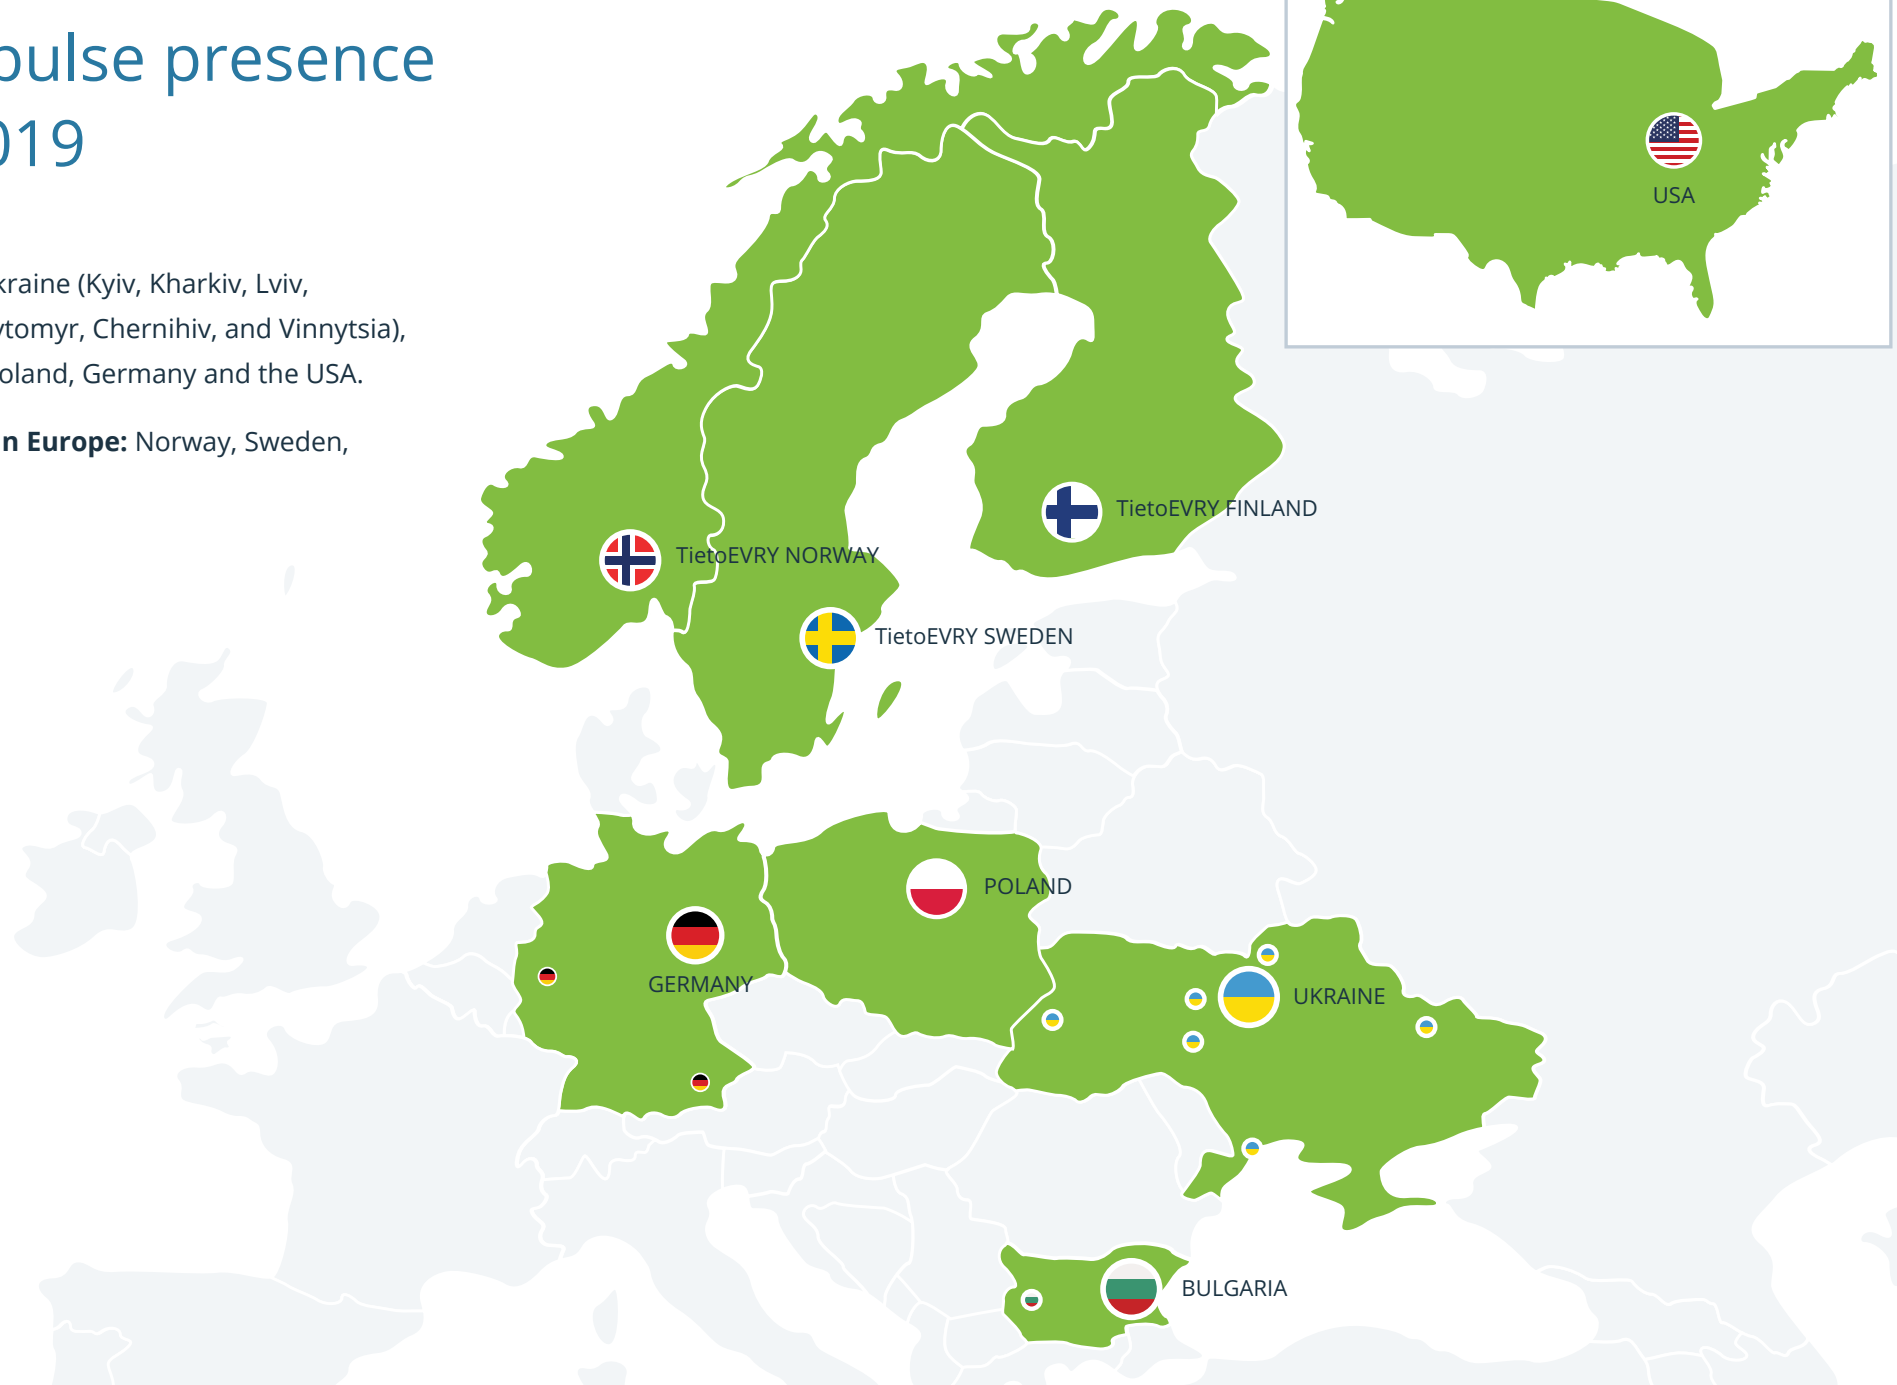 pulse presence
019
kraine (Kyiv, Kharkiv, Lviv,
ytomyr, Chernihiv, and Vinnytsia),
oland, Germany and the USA.
n Europe: Norway, Sweden,
USA
TietoEVRY FINLAND
TietoEVRY NORWAY
TietoEVRY SWEDEN
POLAND
GERMANY
UKRAINE
BULGARIA